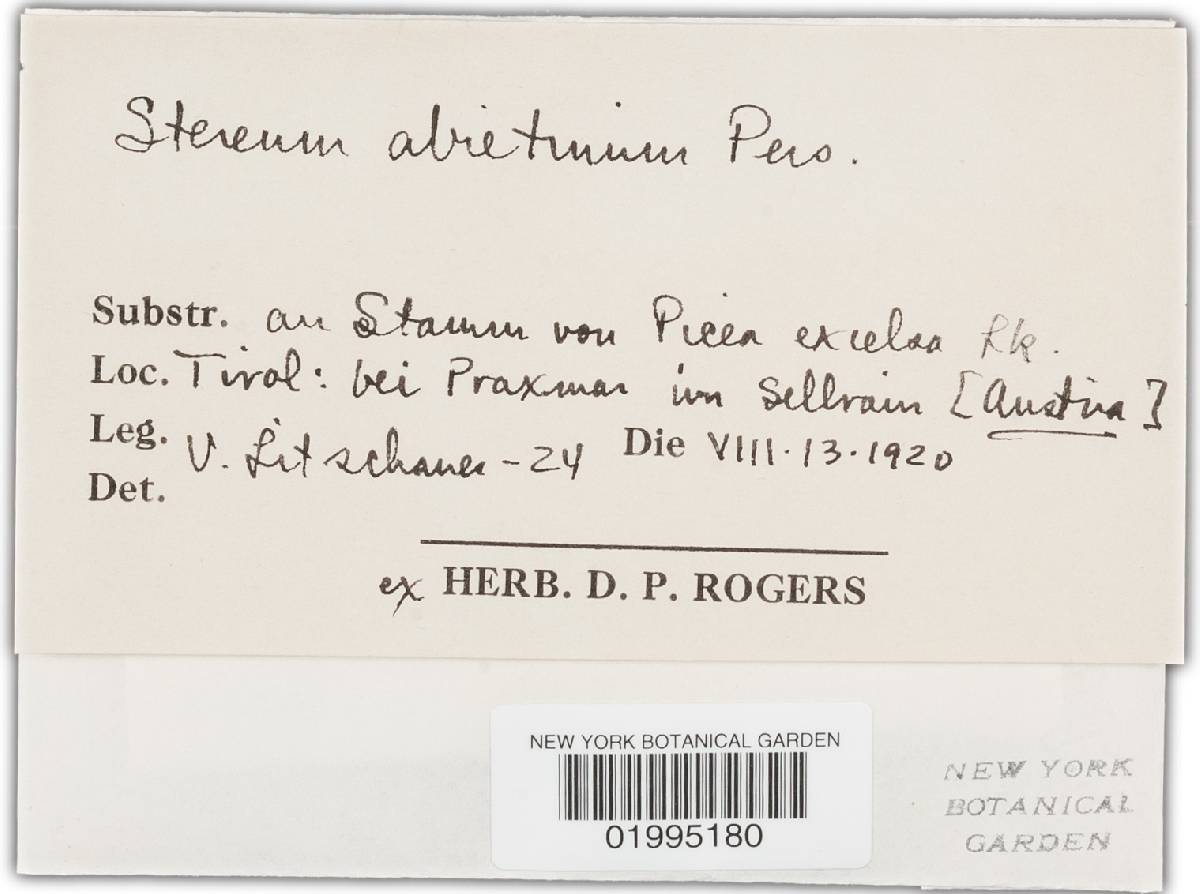 Stereum abietinum Pers.
Substr. an Stamm von Picea excelsa Lk.
Loc. Tirol: bei Praxmar im Sellrain [Austria]
Leg. V. Litschauer - 24 Die VIII.13.1920
Det.
ex HERB. D. P. ROGERS
NEW YORK BOTANICAL GARDEN
01995180
NEW YORK
BOTANICAL
GARDEN